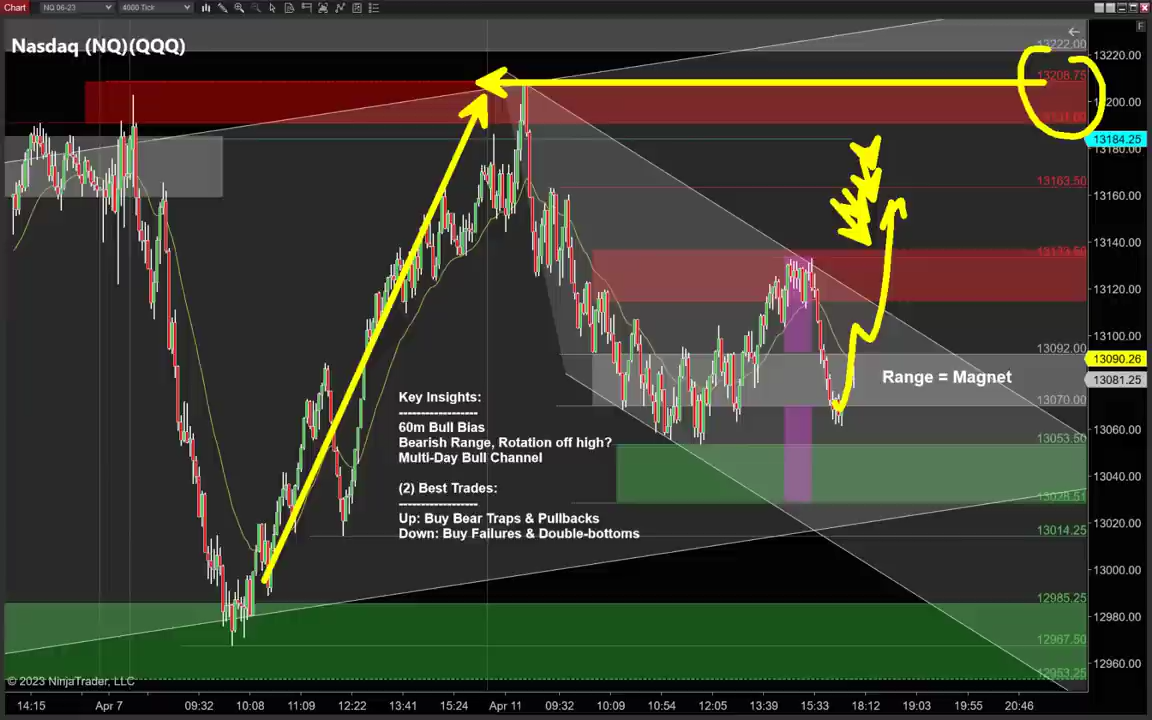 Chart NQ 06-23 4000 Tick
Nasdaq (NQ)(QQQ)
F
13222.00
13220.00
13208.75
13200.00
13184.25
13180.00
13163.50
13160.00
13140.00
13120.00
13100.00
13092.00
13090.26
13081.25
13070.00
13060.00
13053.50
13040.00
13020.00
13014.25
13000.00
12985.25
12980.00
12967.50
12960.00
12953.25
Range = Magnet
Key Insights:
-----------------
60m Bull Bias
Bearish Range, Rotation off high?
Multi-Day Bull Channel
(2) Best Trades:
-----------------
Up: Buy Bear Traps & Pullbacks
Down: Buy Failures & Double-bottoms
© 2023 NinjaTrader, LLC
14:15 Apr 7 09:32 10:08 11:09 12:22 13:41 15:24 Apr 11 09:32 10:09 10:54 12:05 13:39 15:33 18:12 19:03 19:55 20:46